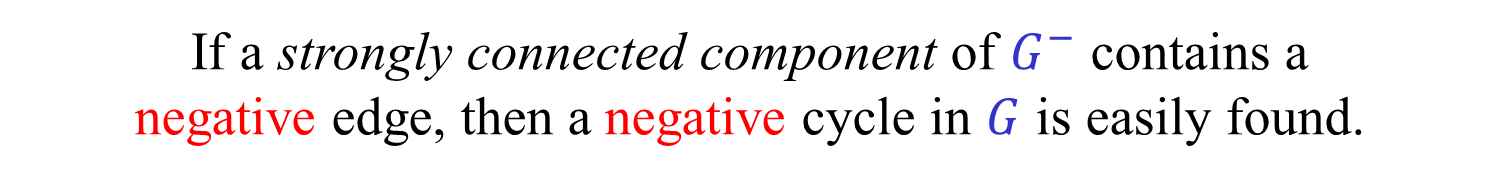 If a strongly connected component of G⁻ contains a
negative edge, then a negative cycle in G is easily found.